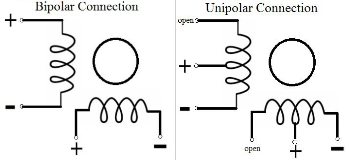 Bipolar Connection
+
-
+
-
Unipolar Connection
open
+
-
open
+
-